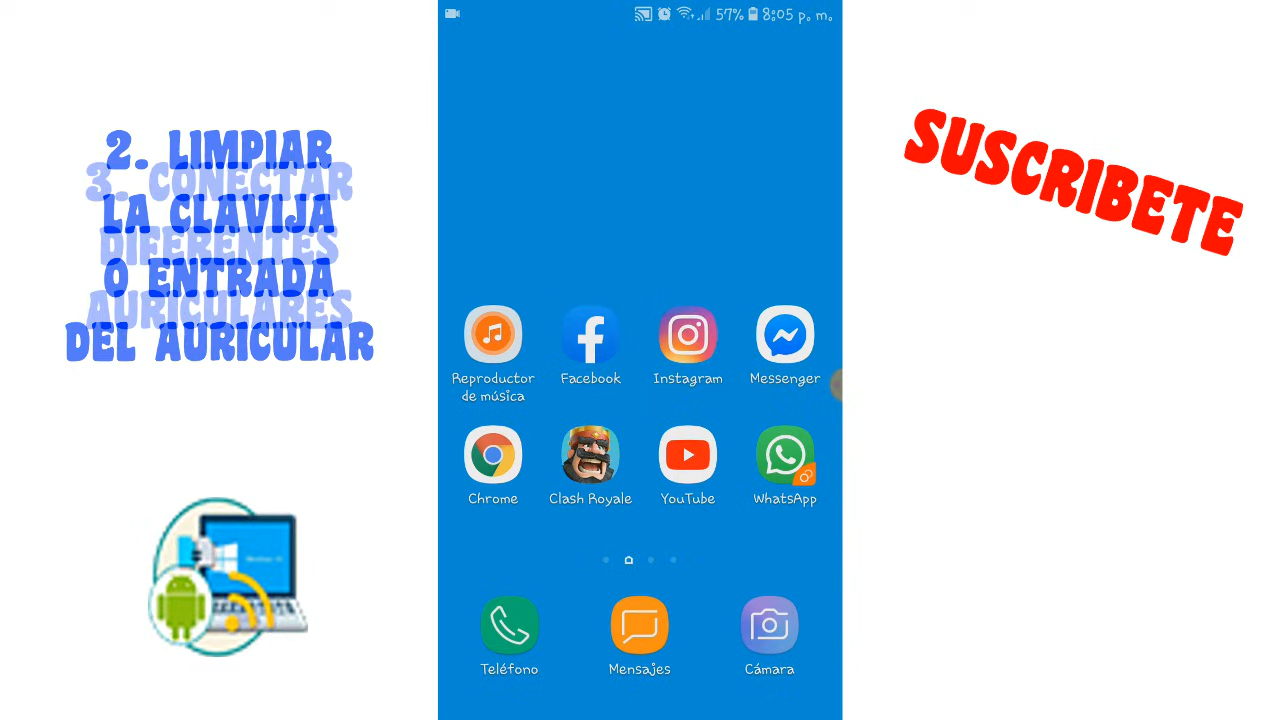 57% 8:05 p. m.
2. LIMPIAR
LA CLAVIJA
O ENTRADA
DEL AURICULAR
3. CONECTAR
DIFERENTES
AURICULARES
SUSCRIBETE
Reproductor
de música
Facebook
Instagram
Messenger
Chrome
Clash Royale
YouTube
WhatsApp
Teléfono
Mensajes
Cámara